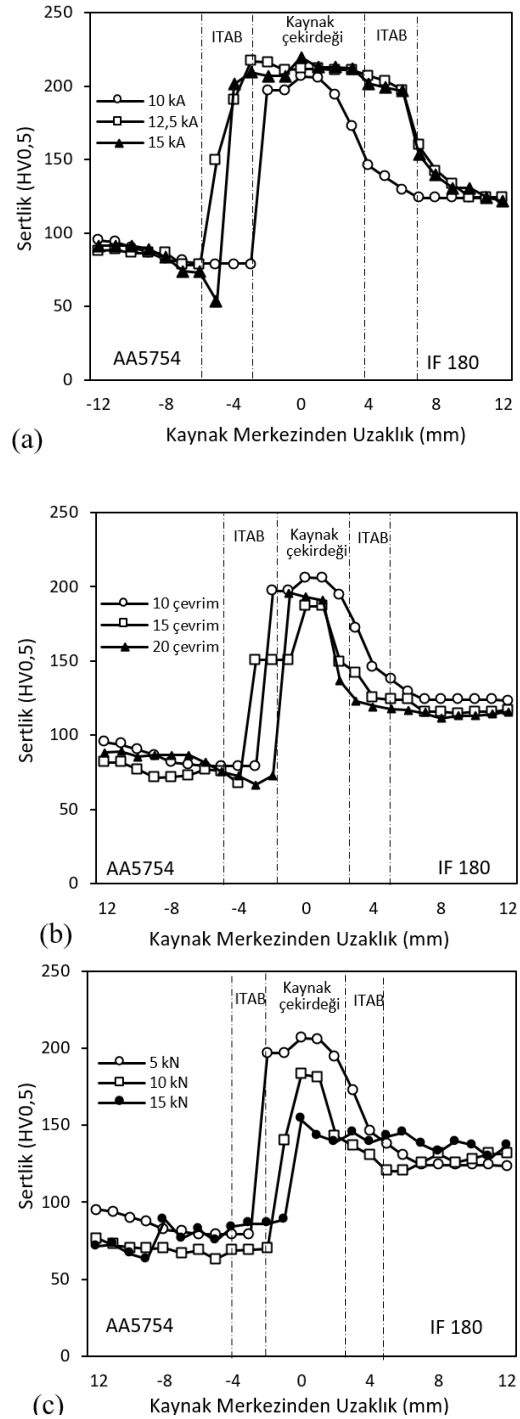 250
200
150
100
50
0
Sertlik (HV0,5)
ITAB
Kaynak
çekirdeği
ITAB
10 kA
12,5 kA
15 kA
AA5754
IF 180
-12
-8
-4
0
4
8
12
(a)
Kaynak Merkezinden Uzaklık (mm)
250
200
150
100
50
0
Sertlik (HV0,5)
ITAB
Kaynak
çekirdeği
ITAB
10 çevrim
15 çevrim
20 çevrim
AA5754
IF 180
12
-8
-4
0
4
8
12
(b)
Kaynak Merkezinden Uzaklık (mm)
250
200
150
100
50
0
Sertlik (HV0,5)
ITAB
Kaynak
çekirdeği
ITAB
5 kN
10 kN
15 kN
AA5754
IF 180
12
-8
-4
0
4
8
12
(c)
Kaynak Merkezinden Uzaklık (mm)